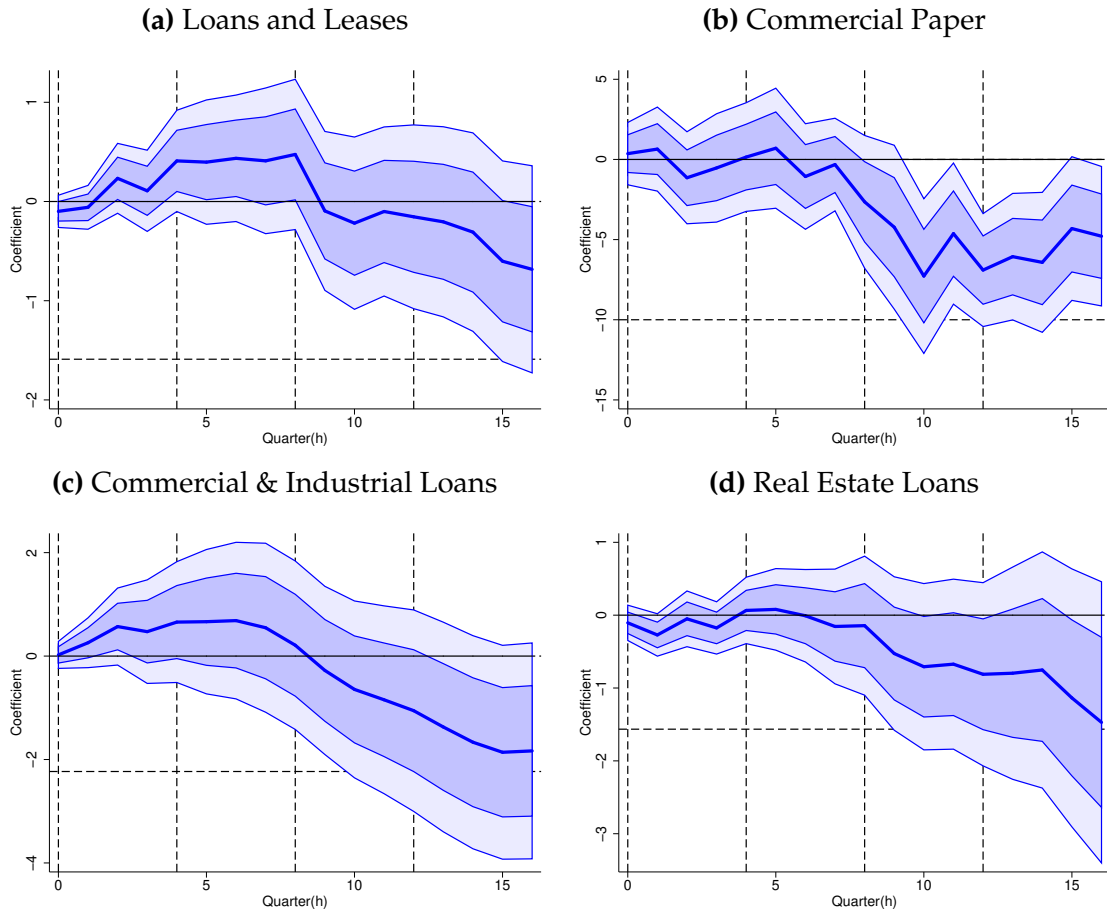 (a) Loans and Leases
1
0
-1
-2
Coefficient
0
5
10
15
Quarter(h)
(b) Commercial Paper
5
0
-5
-10
-15
Coefficient
0
5
10
15
Quarter(h)
(c) Commercial & Industrial Loans
2
0
-2
-4
Coefficient
0
5
10
15
Quarter(h)
(d) Real Estate Loans
1
0
-1
-2
-3
Coefficient
0
5
10
15
Quarter(h)